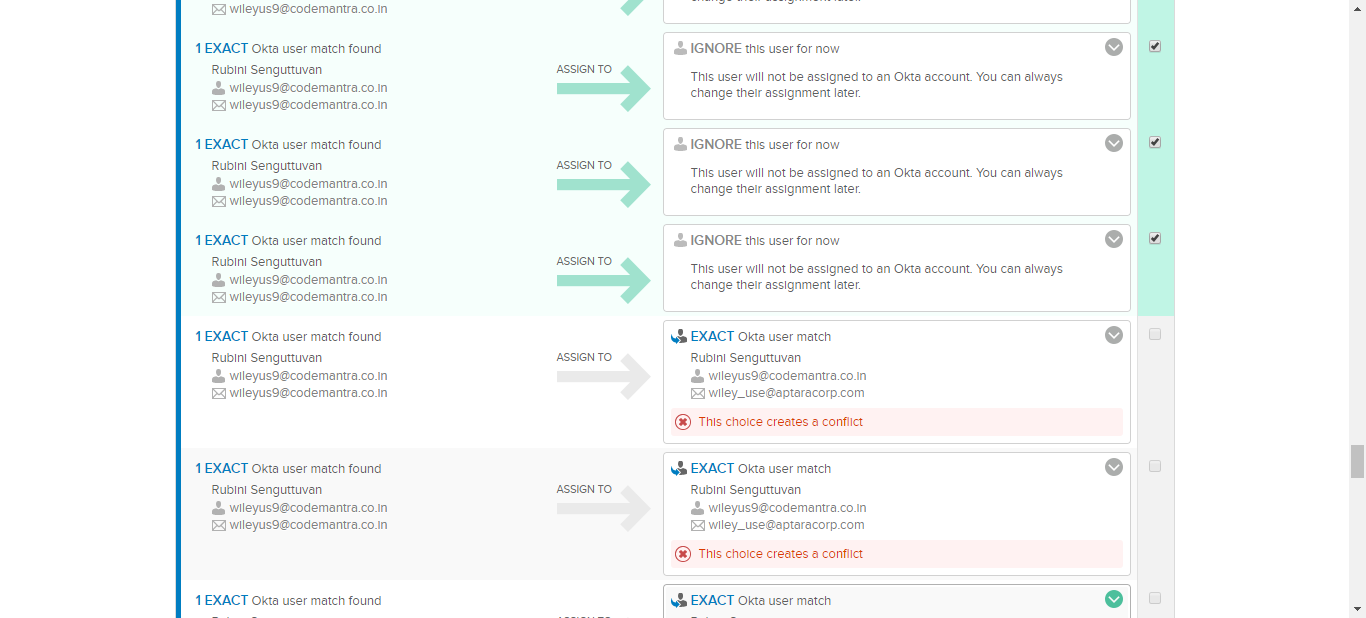 wileyus9@codemantra.co.in
change their assignment later.
1 EXACT Okta user match found
Rubini Senguttuvan
wileyus9@codemantra.co.in
wileyus9@codemantra.co.in
ASSIGN TO
IGNORE this user for now
This user will not be assigned to an Okta account. You can always
change their assignment later.
1 EXACT Okta user match found
Rubini Senguttuvan
wileyus9@codemantra.co.in
wileyus9@codemantra.co.in
ASSIGN TO
IGNORE this user for now
This user will not be assigned to an Okta account. You can always
change their assignment later.
1 EXACT Okta user match found
Rubini Senguttuvan
wileyus9@codemantra.co.in
wileyus9@codemantra.co.in
ASSIGN TO
IGNORE this user for now
This user will not be assigned to an Okta account. You can always
change their assignment later.
1 EXACT Okta user match found
Rubini Senguttuvan
wileyus9@codemantra.co.in
wileyus9@codemantra.co.in
ASSIGN TO
EXACT Okta user match
Rubini Senguttuvan
wileyus9@codemantra.co.in
wiley_use@aptaracorp.com
This choice creates a conflict
1 EXACT Okta user match found
Rubini Senguttuvan
wileyus9@codemantra.co.in
wileyus9@codemantra.co.in
ASSIGN TO
EXACT Okta user match
Rubini Senguttuvan
wileyus9@codemantra.co.in
wiley_use@aptaracorp.com
This choice creates a conflict
1 EXACT Okta user match found
EXACT Okta user match